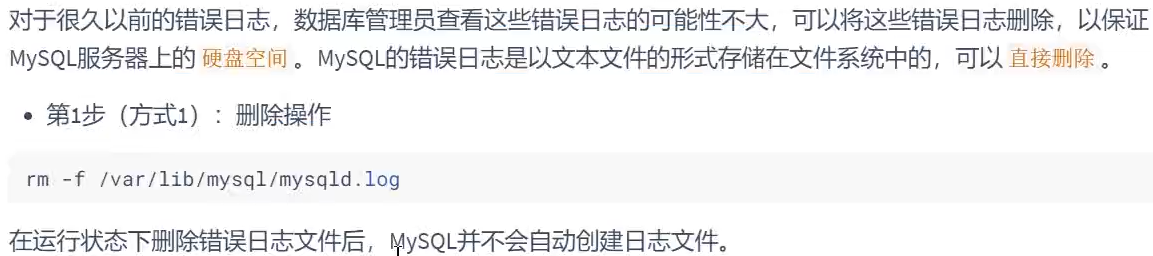 对于很久以前的错误日志，数据库管理员查看这些错误日志的可能性不大，可以将这些错误日志删除，以保证
MySQL服务器上的 硬盘空间 。MySQL的错误日志是以文本文件的形式存储在文件系统中的，可以 直接删除 。
• 第1步（方式1）：删除操作
rm -f /var/lib/mysql/mysqld.log
在运行状态下删除错误日志文件后，MySQL并不会自动创建日志文件。